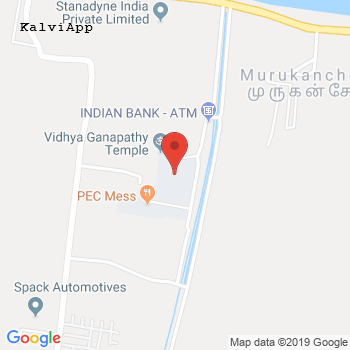 Stanadyne India
Private Limited
KalviApp
Murukanche
முருகன்சே
INDIAN BANK - ATM
Vidhya Ganapathy
Temple
PEC Mess
Spack Automotives
Google
Map data ©2019 Google